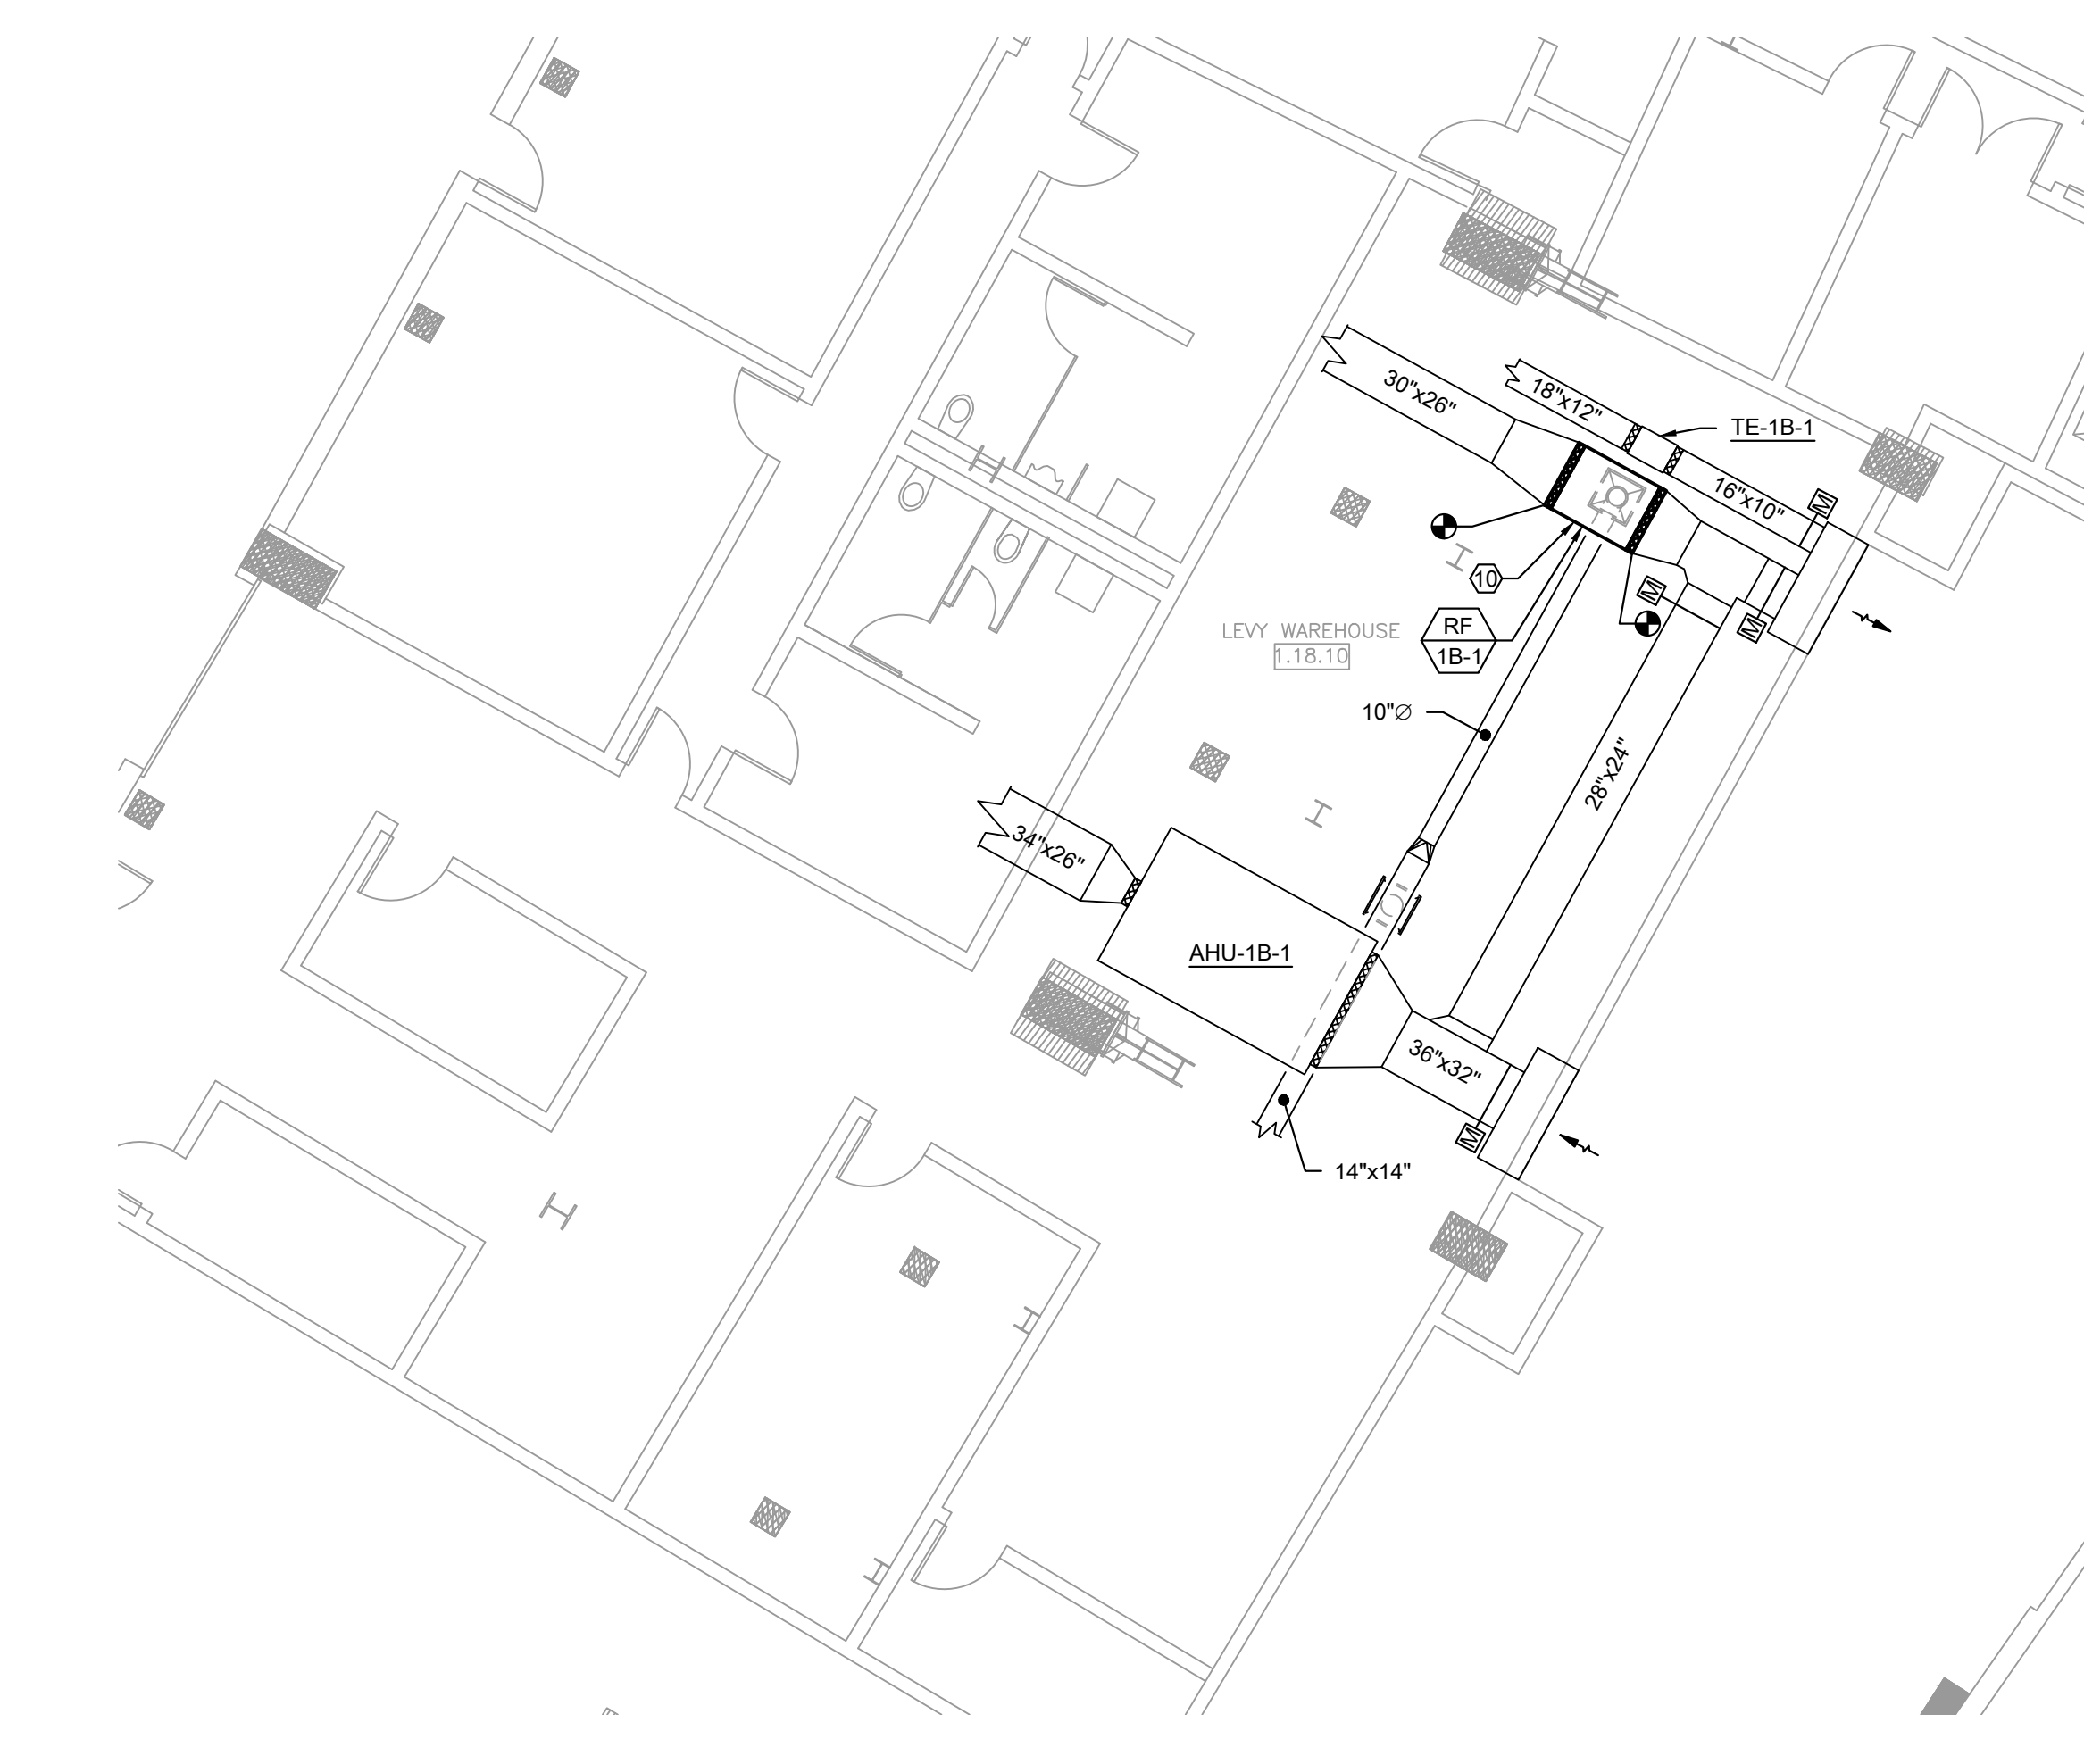 30"x26"
18"x12"
TE-1B-1
16"x10"
M
10
M
M
RF
1B-1
LEVY WAREHOUSE
1.18.10
10"∅
28"x24"
34"x26"
AHU-1B-1
36"x32"
M
14"x14"